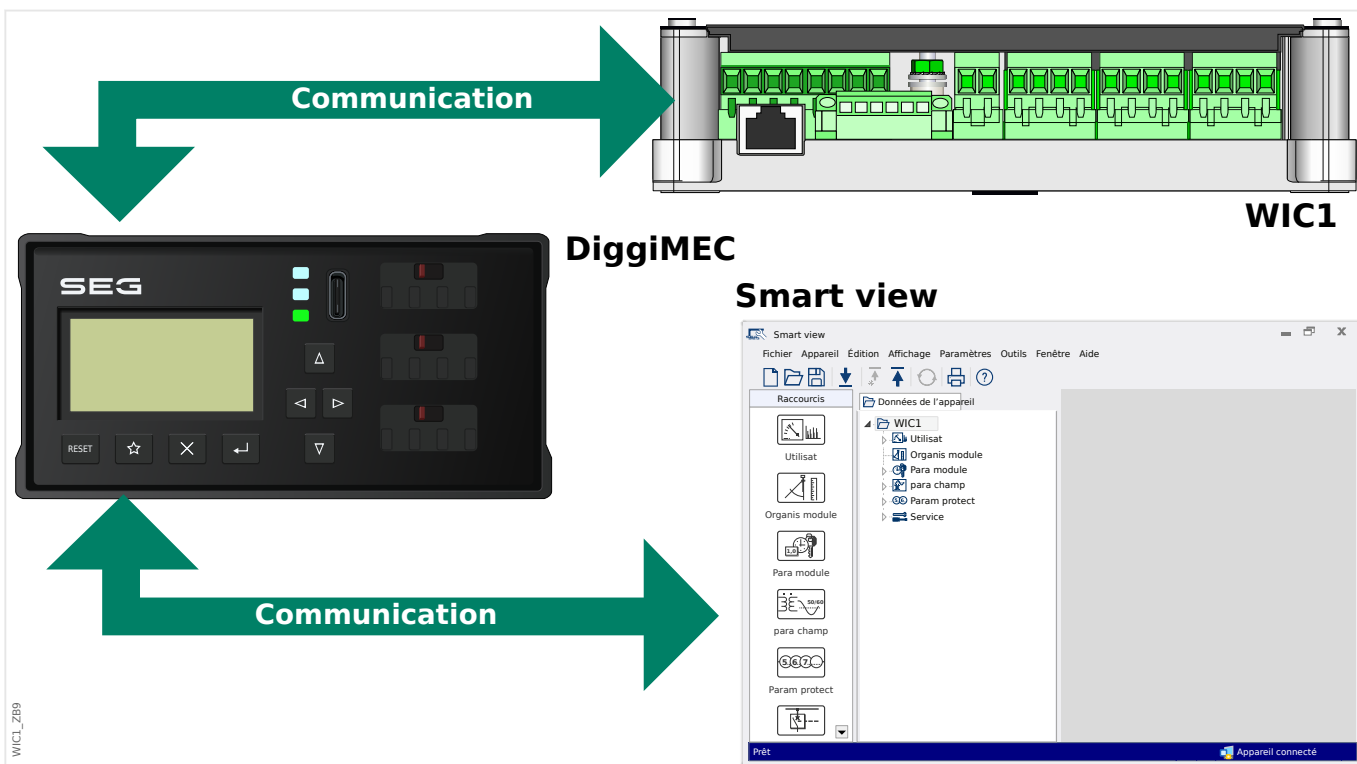 Communication
WIC1
DiggiMEC
SEG
RESET
Smart view
Smart view
Fichier Appareil Édition Affichage Paramètres Outils Fenêtre Aide
Raccourcis
Données de l'appareil
Utilisat
Organis module
1,0
Para module
50/60
para champ
5 6 7 ...
Param protect
WIC1
Utilisat
Organis module
Para module
para champ
Param protect
Service
Prêt
Appareil connecté
Communication
WIC1_ZB9